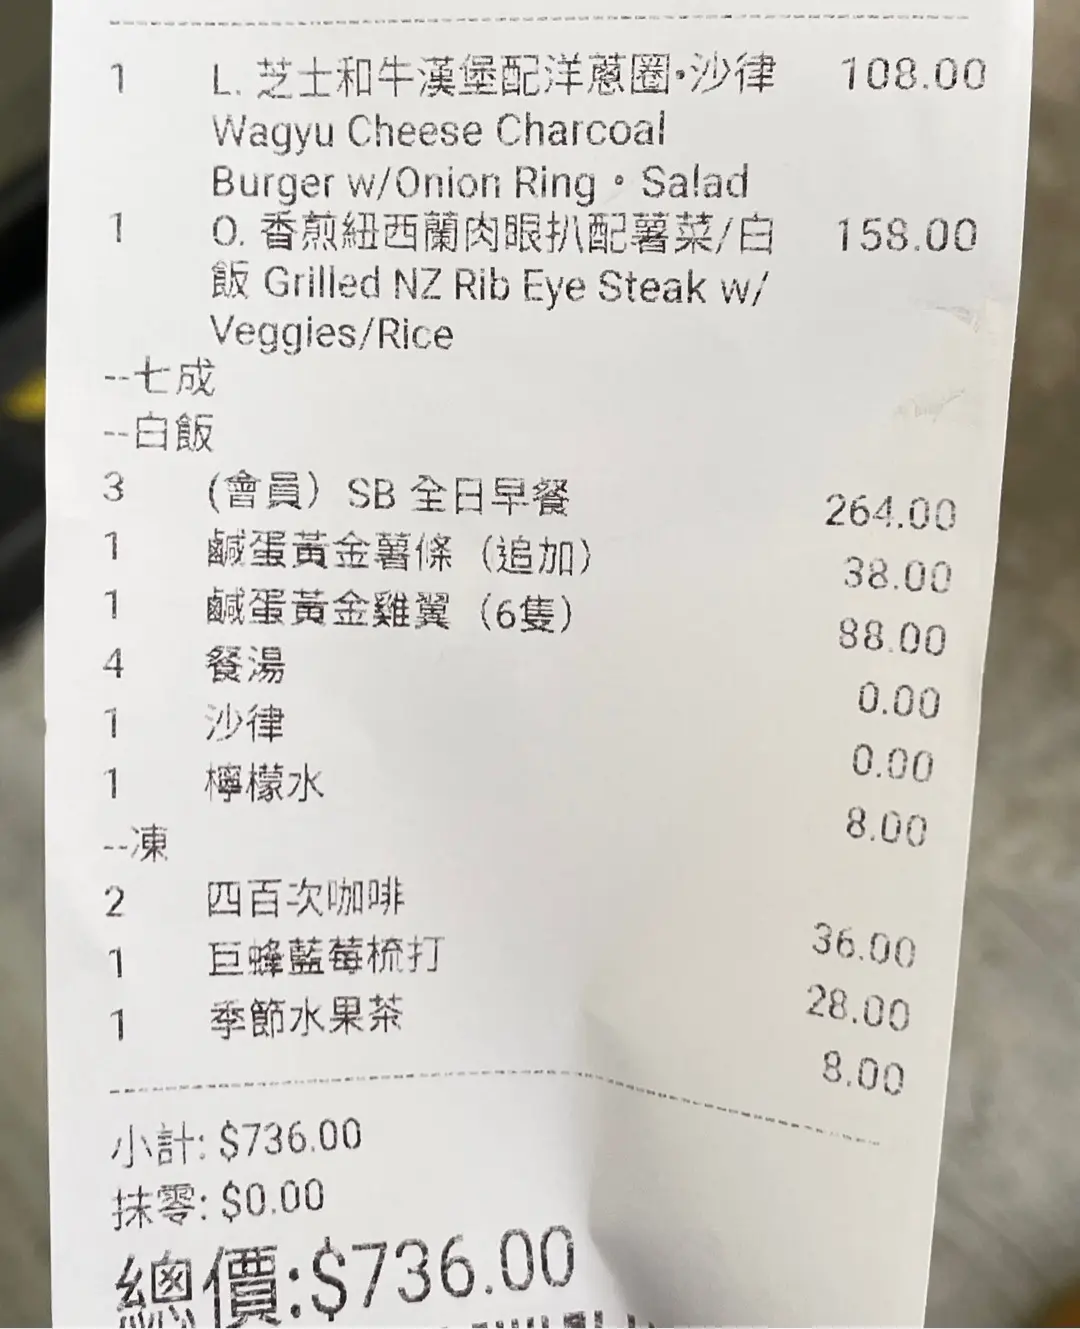 1 L. 芝士和牛漢堡配洋蔥圈•沙律 108.00
Wagyu Cheese Charcoal
Burger w/Onion Ring • Salad
1 O. 香煎紐西蘭肉眼扒配薯菜/白 158.00
飯 Grilled NZ Rib Eye Steak w/
Veggies/Rice
--七成
--白飯
3 (會員) SB 全日早餐 264.00
1 鹹蛋黃金薯條 (追加) 38.00
1 鹹蛋黃金雞翼 (6隻) 88.00
4 餐湯 0.00
1 沙律 0.00
1 檸檬水 8.00
--凍
2 四百次咖啡 36.00
1 巨蜂藍莓梳打 28.00
1 季節水果茶 8.00
小計: $736.00
抹零: $0.00
總價:$736.00